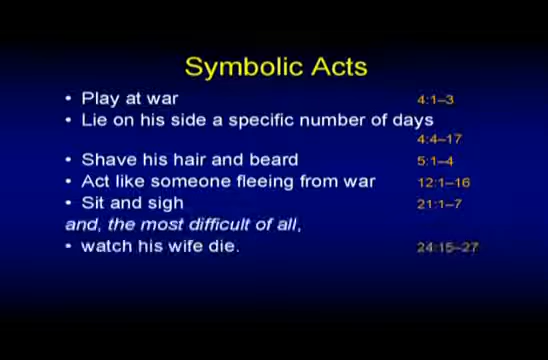 Symbolic Acts
• Play at war 4:1–3
• Lie on his side a specific number of days
4:4–17
• Shave his hair and beard 5:1–4
• Act like someone fleeing from war 12:1–16
• Sit and sigh 21:1–7
and, the most difficult of all,
• watch his wife die. 24:15–27